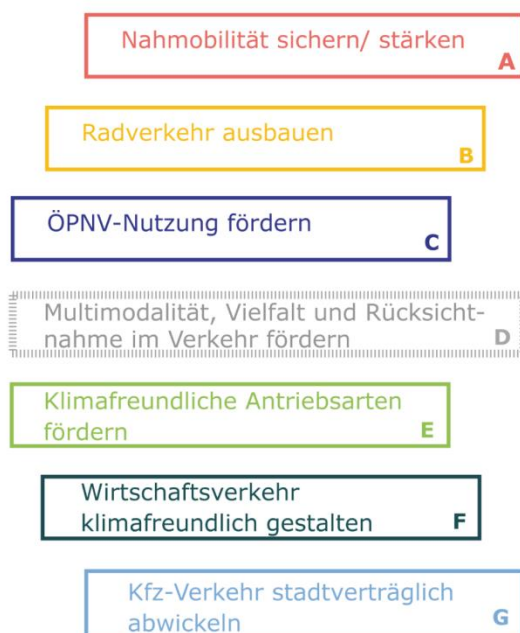 Nahmobilität sichern/ stärken
A
Radverkehr ausbauen
B
ÖPNV-Nutzung fördern
C
Multimodalität, Vielfalt und Rücksicht-
nahme im Verkehr fördern
D
Klimafreundliche Antriebsarten
fördern
E
Wirtschaftsverkehr
klimafreundlich gestalten
F
Kfz-Verkehr stadtverträglich
abwickeln
G